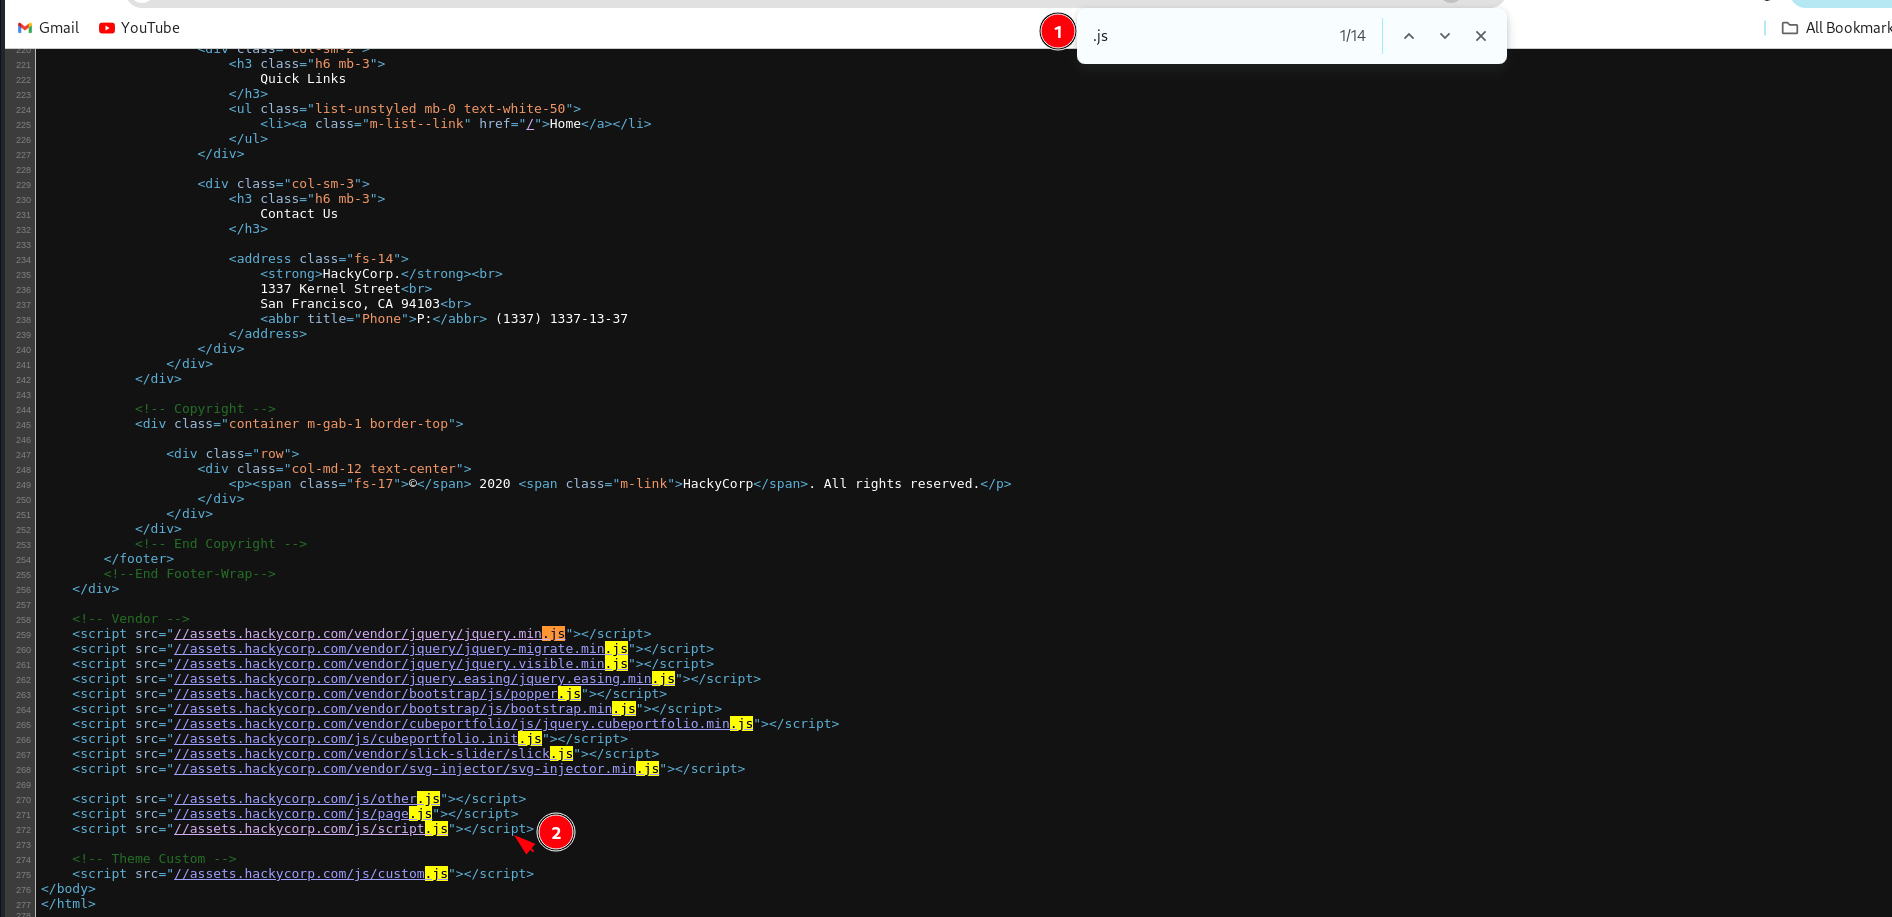 Gmail YouTube 1 .js 1/14 All Bookmark
220 <div class="col-sm-2">
221 <h3 class="h6 mb-3">
222 Quick Links
223 </h3>
224 <ul class="list-unstyled mb-0 text-white-50">
225 <li><a class="m-list--link" href="/">Home</a></li>
226 </ul>
227 </div>
228
229 <div class="col-sm-3">
230 <h3 class="h6 mb-3">
231 Contact Us
232 </h3>
233
234 <address class="fs-14">
235 <strong>HackyCorp.</strong><br>
236 1337 Kernel Street<br>
237 San Francisco, CA 94103<br>
238 <abbr title="Phone">P:</abbr> (1337) 1337-13-37
239 </address>
240 </div>
241 </div>
242 </div>
243
244 <!-- Copyright -->
245 <div class="container m-gab-1 border-top">
246
247 <div class="row">
248 <div class="col-md-12 text-center">
249 <p><span class="fs-17">©</span> 2020 <span class="m-link">HackyCorp</span>. All rights reserved.</p>
250 </div>
251 </div>
252 </div>
253 <!-- End Copyright -->
254 </footer>
255 <!--End Footer-Wrap-->
256 </div>
257
258 <!-- Vendor -->
259 <script src="//assets.hackycorp.com/vendor/jquery/jquery.min.js"></script>
260 <script src="//assets.hackycorp.com/vendor/jquery/jquery-migrate.min.js"></script>
261 <script src="//assets.hackycorp.com/vendor/jquery/jquery.visible.min.js"></script>
262 <script src="//assets.hackycorp.com/vendor/jquery.easing/jquery.easing.min.js"></script>
263 <script src="//assets.hackycorp.com/vendor/bootstrap/js/popper.js"></script>
264 <script src="//assets.hackycorp.com/vendor/bootstrap/js/bootstrap.min.js"></script>
265 <script src="//assets.hackycorp.com/vendor/cubeportfolio/js/jquery.cubeportfolio.min.js"></script>
266 <script src="//assets.hackycorp.com/js/cubeportfolio.init.js"></script>
267 <script src="//assets.hackycorp.com/vendor/slick-slider/slick.js"></script>
268 <script src="//assets.hackycorp.com/vendor/svg-injector/svg-injector.min.js"></script>
269
270 <script src="//assets.hackycorp.com/js/other.js"></script>
271 <script src="//assets.hackycorp.com/js/page.js"></script>
272 <script src="//assets.hackycorp.com/js/script.js"></script> 2
273
274 <!-- Theme Custom -->
275 <script src="//assets.hackycorp.com/js/custom.js"></script>
276 </body>
277 </html>
278